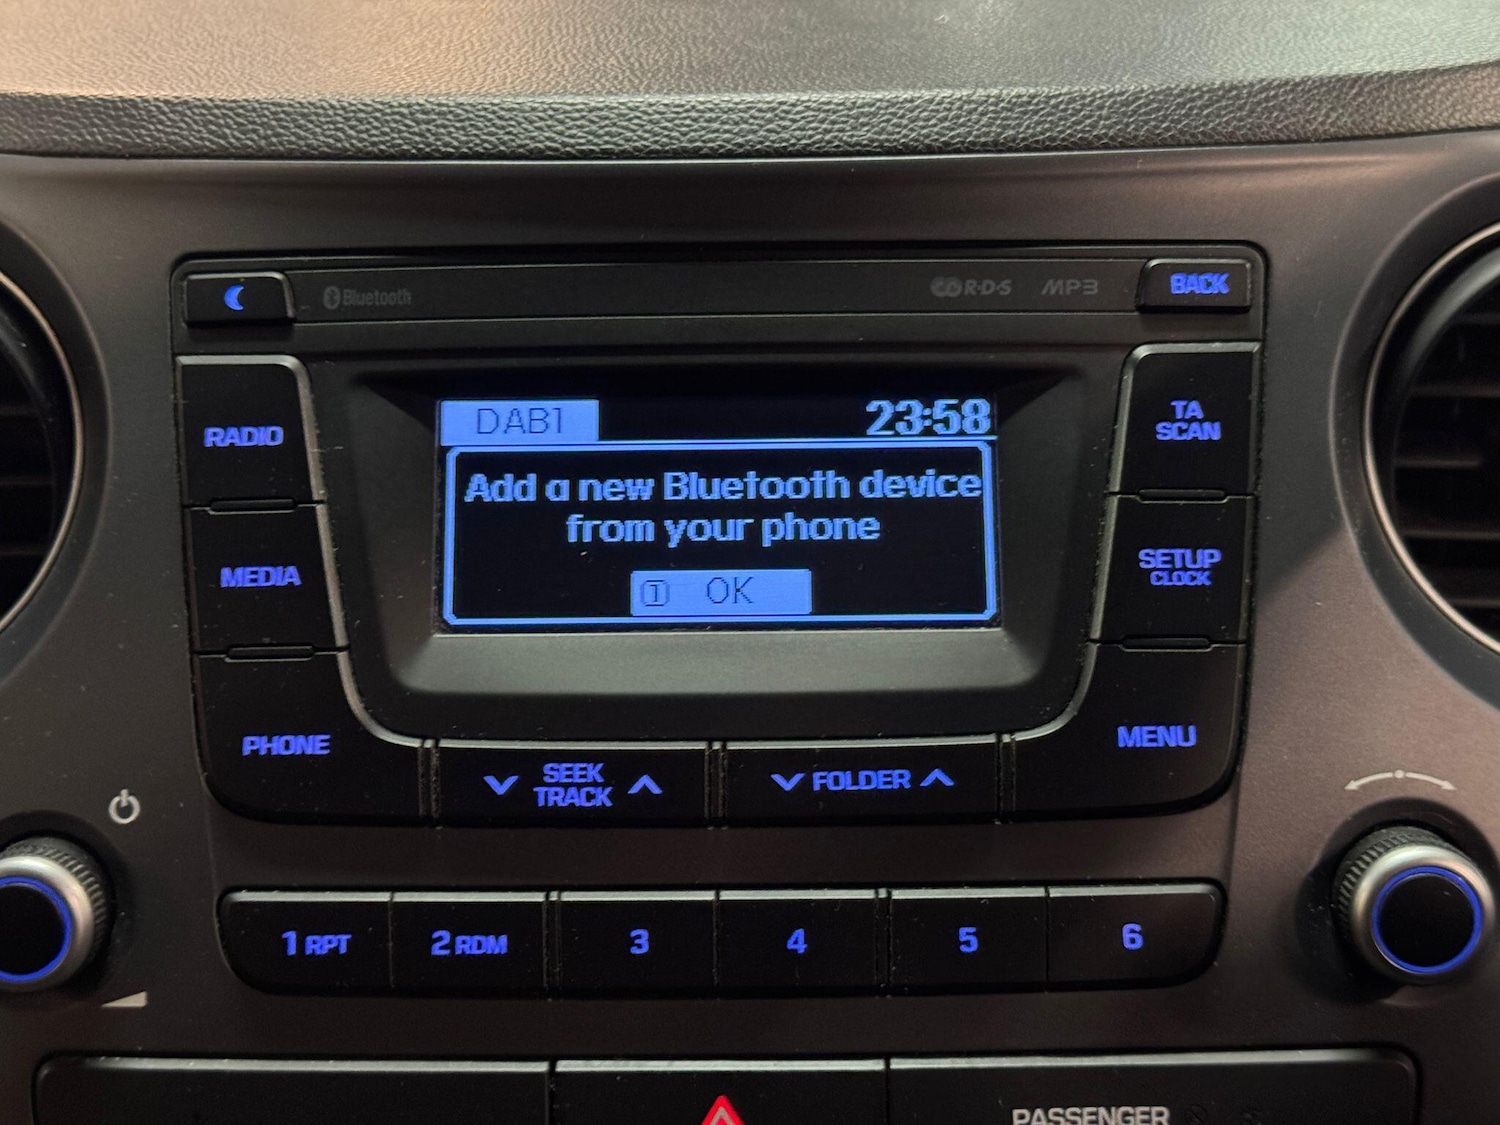 Bluetooth
RDS MP3
BACK
DAB1 23:58
Add a new Bluetooth device
from your phone
1 OK
RADIO
MEDIA
PHONE
TA
SCAN
SETUP
CLOCK
MENU
SEEK
TRACK
FOLDER
1 RPT 2 RDM 3 4 5 6
PASSENGER